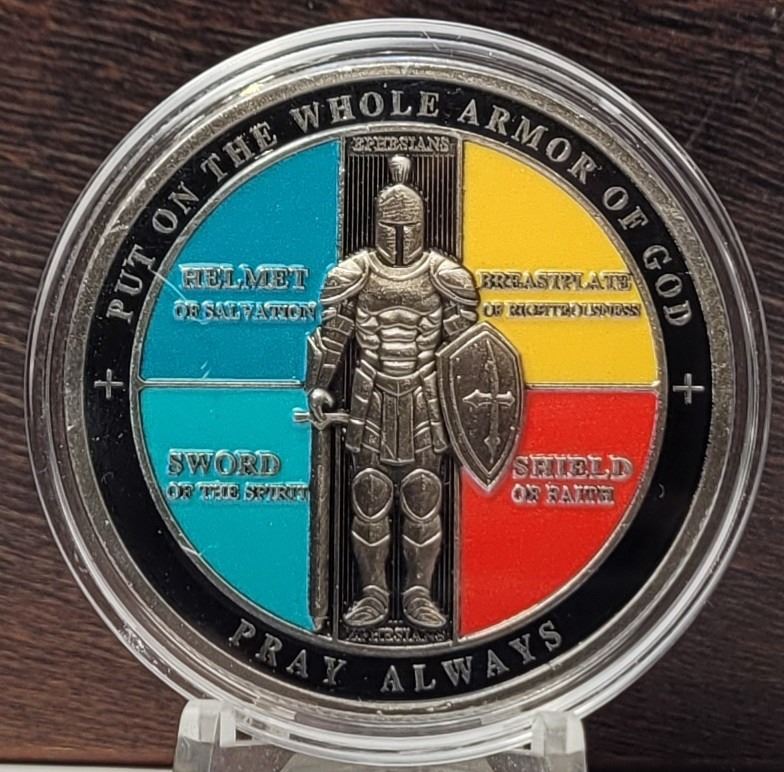 PUT ON THE WHOLE ARMOR OF GOD
EPHESIANS
HELMET
OF SALVATION
BREASTPLATE
OF RIGHTEOUSNESS
SWORD
OF THE SPIRIT
SHIELD
OF FAITH
EPHESIANS
PRAY ALWAYS